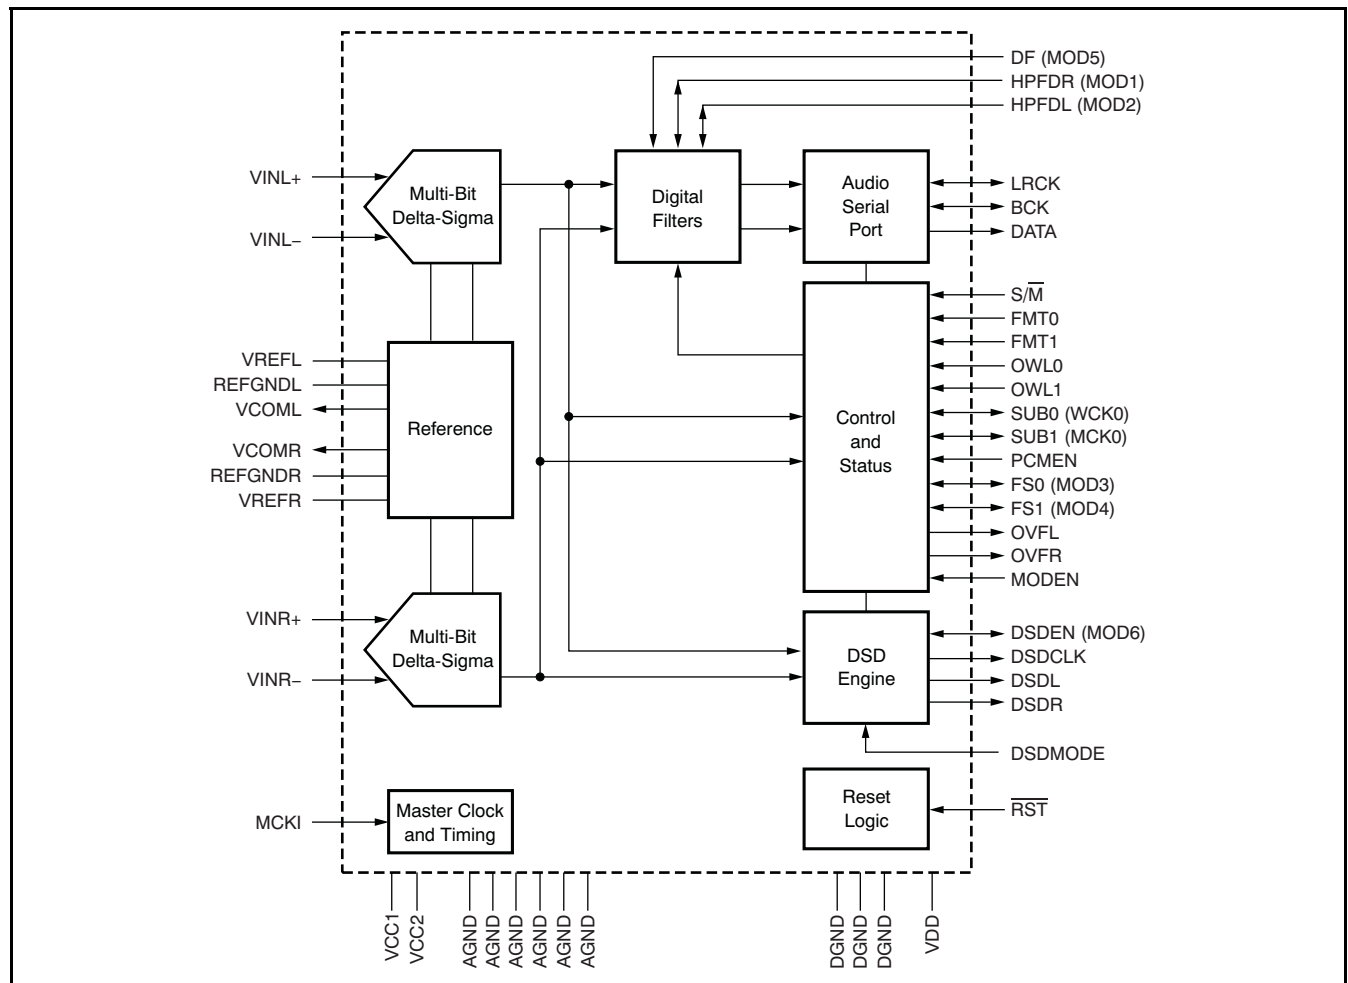 DF (MOD5)
HPFDR (MOD1)
HPFDL (MOD2)
VINL+
VINL−
Multi-Bit
Delta-Sigma
Digital
Filters
Audio
Serial
Port
LRCK
BCK
DATA
VREFL
REFGNDL
VCOML
VCOMR
REFGNDR
VREFR
Reference
Control
and
Status
S/M̅
FMT0
FMT1
OWL0
OWL1
SUB0 (WCK0)
SUB1 (MCK0)
PCMEN
FS0 (MOD3)
FS1 (MOD4)
OVFL
OVFR
MODEN
VINR+
VINR−
Multi-Bit
Delta-Sigma
DSD
Engine
DSDEN (MOD6)
DSDCLK
DSDL
DSDR
DSDMODE
MCKI
Master Clock
and Timing
Reset
Logic
R̅S̅T̅
VCC1
VCC2
AGND
AGND
AGND
AGND
AGND
AGND
DGND
DGND
DGND
VDD